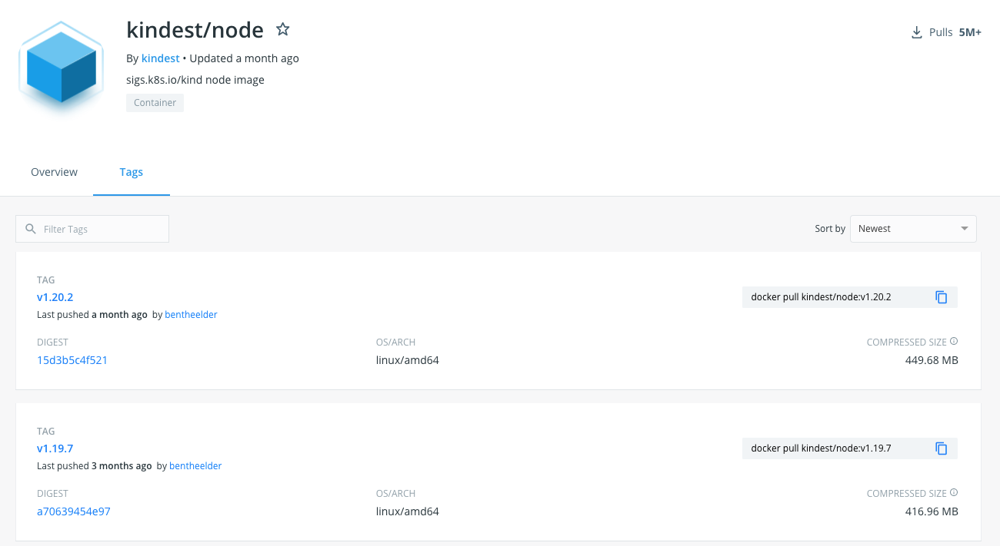 kindest/node
Pulls 5M+
By kindest • Updated a month ago
sigs.k8s.io/kind node image
Container
Overview
Tags
Filter Tags
Sort by
Newest
TAG
v1.20.2
docker pull kindest/node:v1.20.2
Last pushed a month ago by bentheelder
DIGEST
OS/ARCH
COMPRESSED SIZE
15d3b5c4f521
linux/amd64
449.68 MB
TAG
v1.19.7
docker pull kindest/node:v1.19.7
Last pushed 3 months ago by bentheelder
DIGEST
OS/ARCH
COMPRESSED SIZE
a70639454e97
linux/amd64
416.96 MB